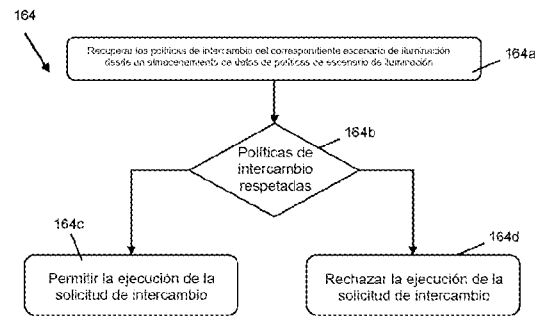 164
Recuperar las políticas de intercambio del correspondiente escenario de iluminación
desde un almacenamiento de datos de políticas de escenario de iluminación
164a
164b
Políticas de
intercambio
respetadas
164c
164d
Permitir la ejecución de la
solicitud de intercambio
Rechazar la ejecución de la
solicitud de intercambio